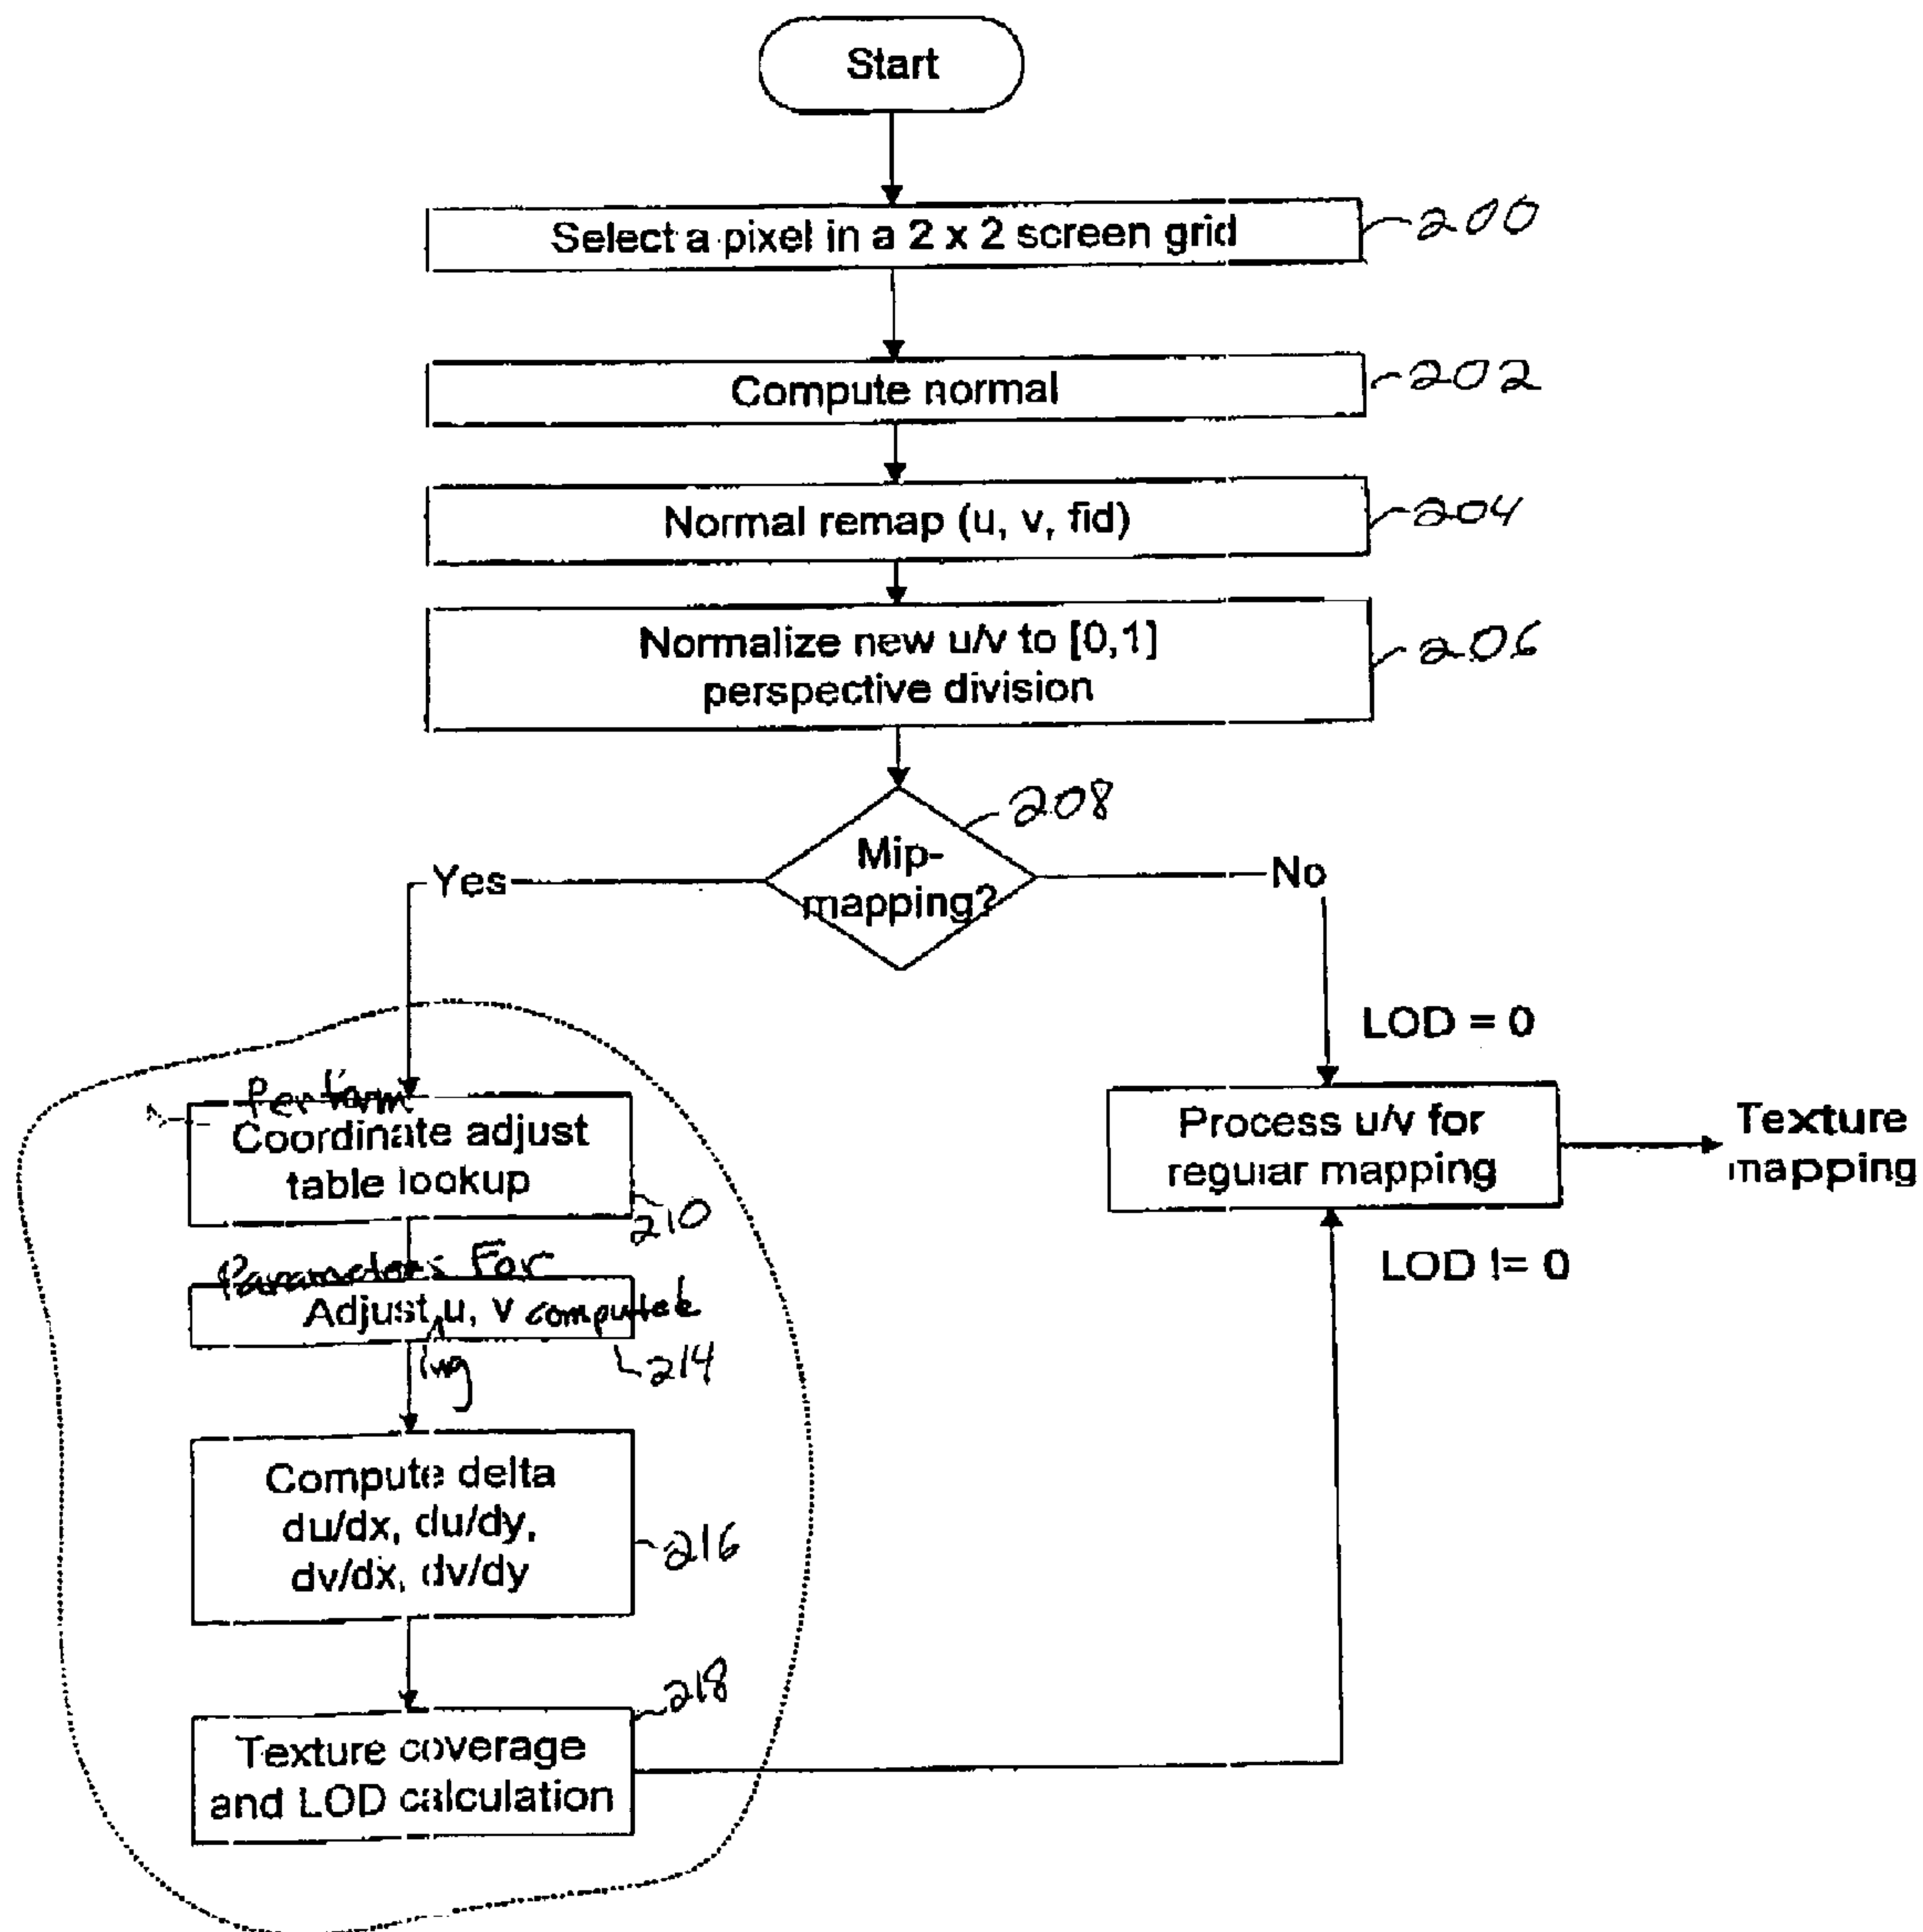 Start
Select a pixel in a 2 x 2 screen grid
200
Compute normal
202
Normal remap (u, v, fid)
204
Normalize new u/v to [0,1]
perspective division
206
208
Mip-
mapping?
Yes
No
LOD = 0
Perform
Coordinate adjust
table lookup
210
Process u/v for
regular mapping
Texture
mapping
LOD != 0
Parameters For
Adjust u, v
ing
214
Compute delta
du/dx, du/dy,
dv/dx, dv/dy
216
218
Texture coverage
and LOD calculation